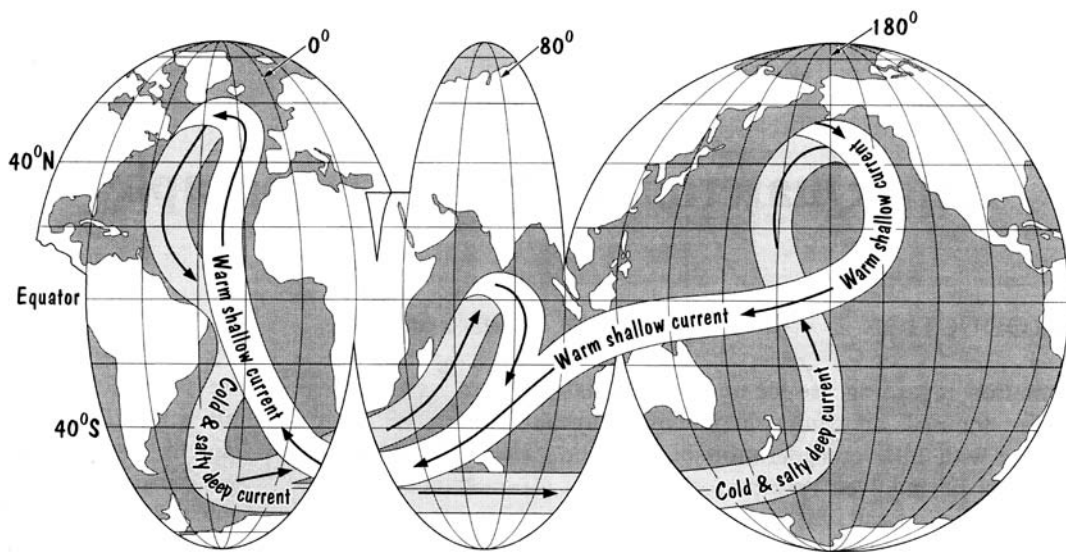 0⁰
80⁰
180⁰
40⁰N
Equator
40⁰S
Warm shallow current
Cold & salty deep current
Warm shallow current
Warm shallow current
Warm shallow current
Cold & salty deep current